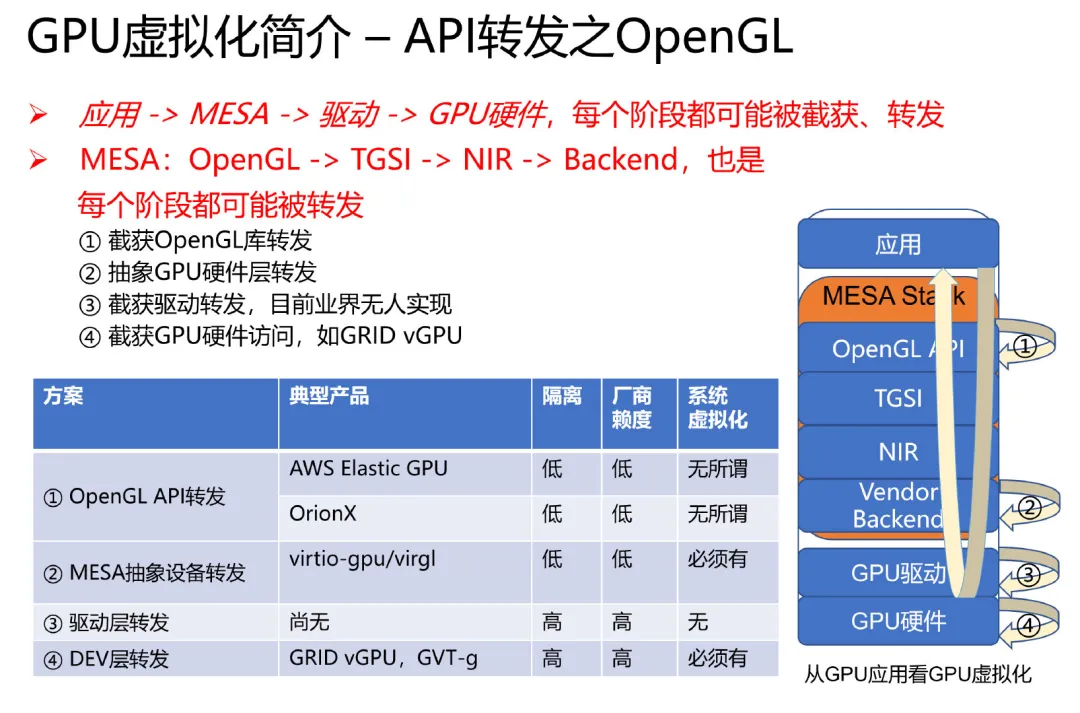 GPU虚拟化简介 – API转发之OpenGL
➢ 应用 -> MESA -> 驱动 -> GPU硬件，每个阶段都可能被截获、转发
➢ MESA：OpenGL -> TGSI -> NIR -> Backend，也是
每个阶段都可能被转发
① 截获OpenGL库转发
② 抽象GPU硬件层转发
③ 截获驱动转发，目前业界无人实现
④ 截获GPU硬件访问，如GRID vGPU
方案 典型产品 隔离 厂商赖度 系统虚拟化
① OpenGL API转发 AWS Elastic GPU 低 低 无所谓
OrionX 低 低 无所谓
② MESA抽象设备转发 virtio-gpu/virgl 低 低 必须有
③ 驱动层转发 尚无 高 高 无
④ DEV层转发 GRID vGPU，GVT-g 高 高 必须有
应用
MESA Stack
OpenGL API
①
TGSI
NIR
Vendor
Backend
②
GPU驱动
③
GPU硬件
④
从GPU应用看GPU虚拟化